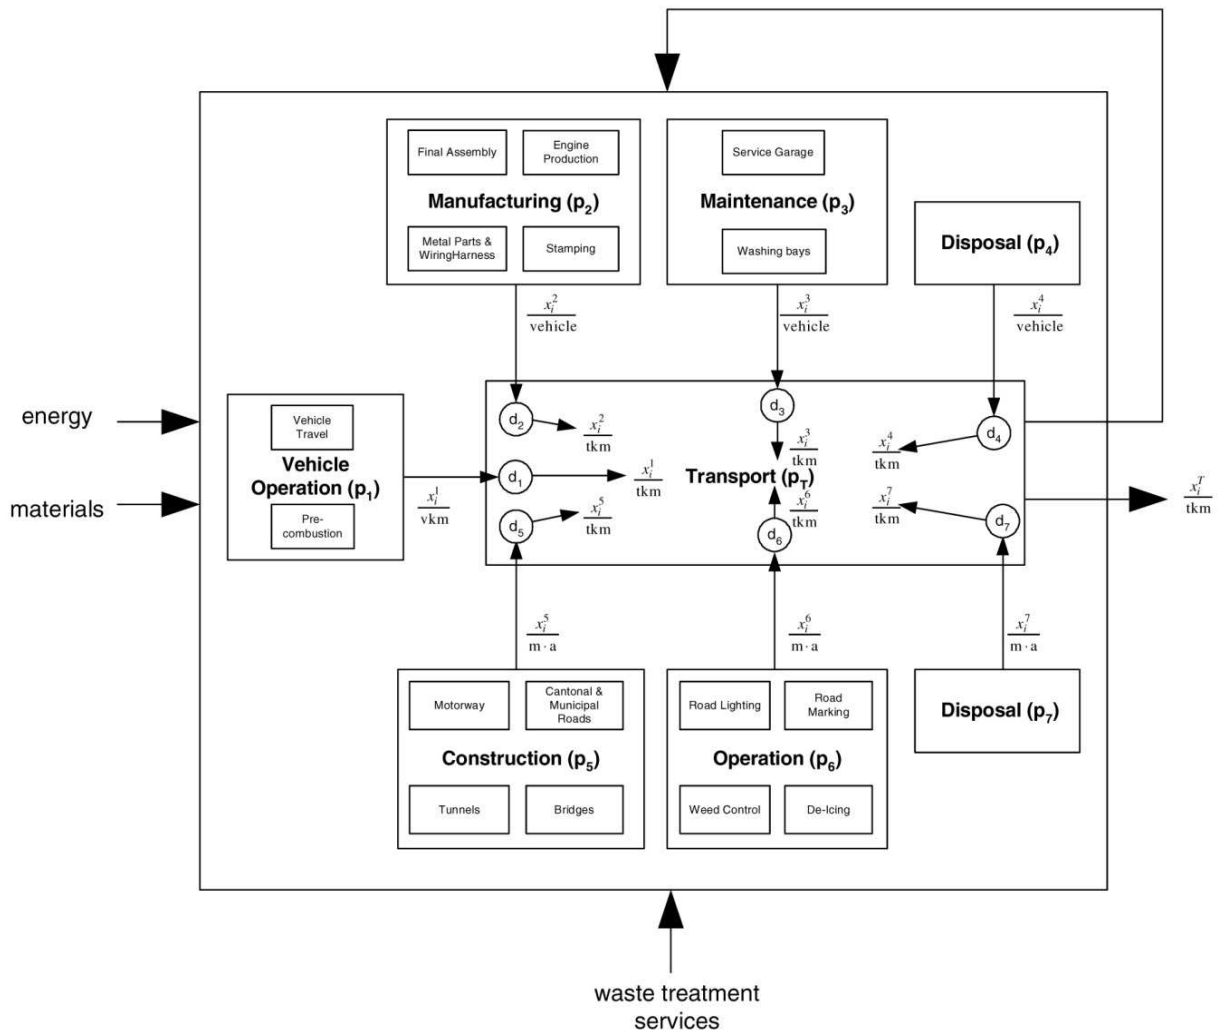 Final Assembly
Engine
Production
Manufacturing (p₂)
Metal Parts &
WiringHarness
Stamping
Service Garage
Maintenance (p₃)
Washing bays
Disposal (p₄)
x_i^2
vehicle
x_i^3
vehicle
x_i^4
vehicle
energy
materials
Vehicle
Travel
Vehicle
Operation (p₁)
Pre-
combustion
x_i^1
vkm
d₂
x_i^2
tkm
d₃
x_i^3
tkm
d₄
x_i^4
tkm
d₁
x_i^1
tkm
Transport (p_T)
d₅
x_i^5
tkm
d₆
x_i^6
tkm
d₇
x_i^7
tkm
x_i^T
tkm
x_i^5
m · a
x_i^6
m · a
x_i^7
m · a
Motorway
Cantonal &
Municipal
Roads
Construction (p₅)
Tunnels
Bridges
Road Lighting
Road
Marking
Operation (p₆)
Weed Control
De-Icing
Disposal (p₇)
waste treatment
services